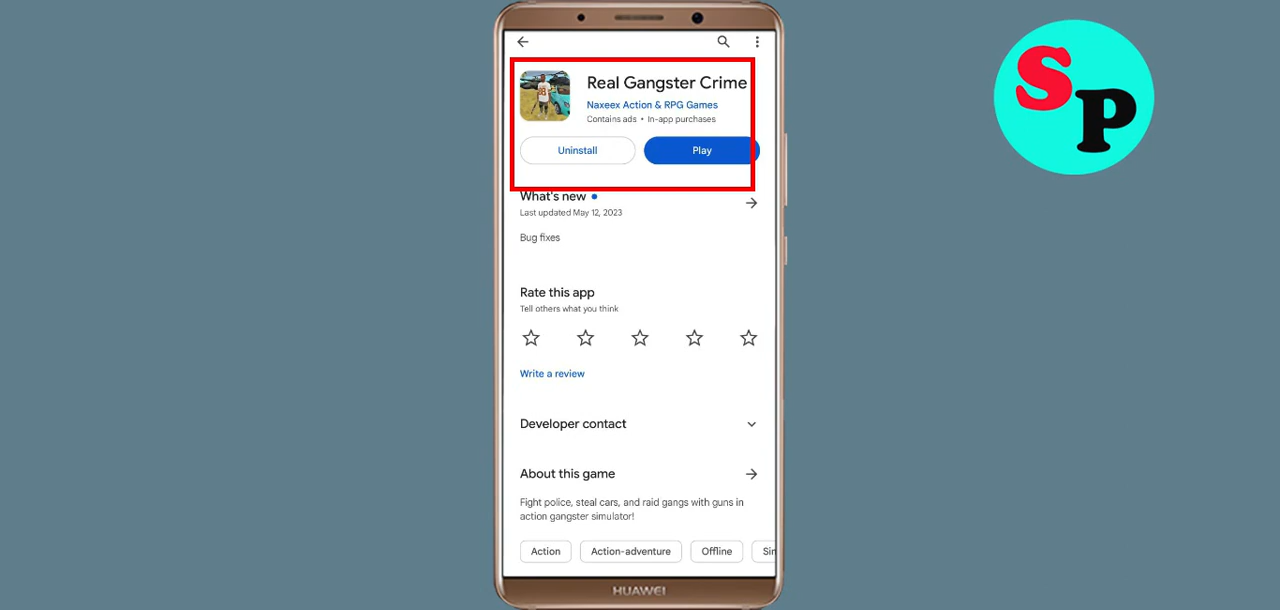 Real Gangster Crime
Naxeex Action & RPG Games
Contains ads • In-app purchases
Uninstall Play
What's new
Last updated May 12, 2023
Bug fixes
Rate this app
Tell others what you think
Write a review
Developer contact
About this game
Fight police, steal cars, and raid gangs with guns in
action gangster simulator!
Action Action-adventure Offline Sin
HUAWEI
SP